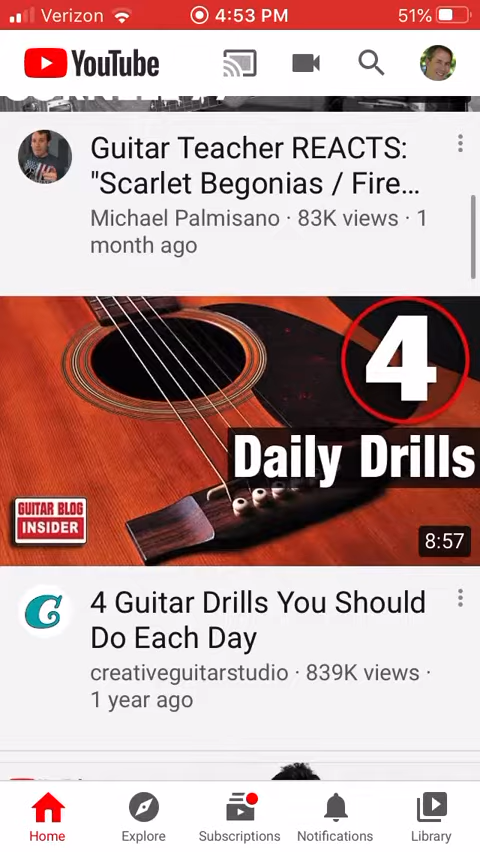 Verizon 4:53 PM 51%
YouTube
Guitar Teacher REACTS:
"Scarlet Begonias / Fire...
Michael Palmisano · 83K views · 1
month ago
4
Daily Drills
GUITAR BLOG
INSIDER
8:57
4 Guitar Drills You Should
Do Each Day
creativeguitarstudio · 839K views ·
1 year ago
Home Explore Subscriptions Notifications Library